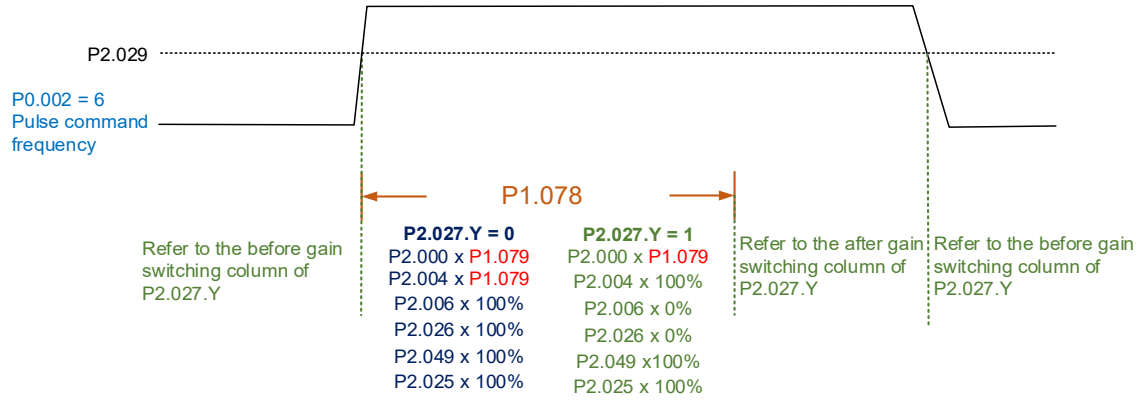 P2.029
P0.002 = 6
Pulse command
frequency
P1.078
Refer to the before gain
switching column of
P2.027.Y
P2.027.Y = 0
P2.000 x P1.079
P2.004 x P1.079
P2.006 x 100%
P2.026 x 100%
P2.049 x 100%
P2.025 x 100%
P2.027.Y = 1
P2.000 x P1.079
P2.004 x 100%
P2.006 x 0%
P2.026 x 0%
P2.049 x100%
P2.025 x 100%
Refer to the after gain
switching column of
P2.027.Y
Refer to the before gain
switching column of
P2.027.Y